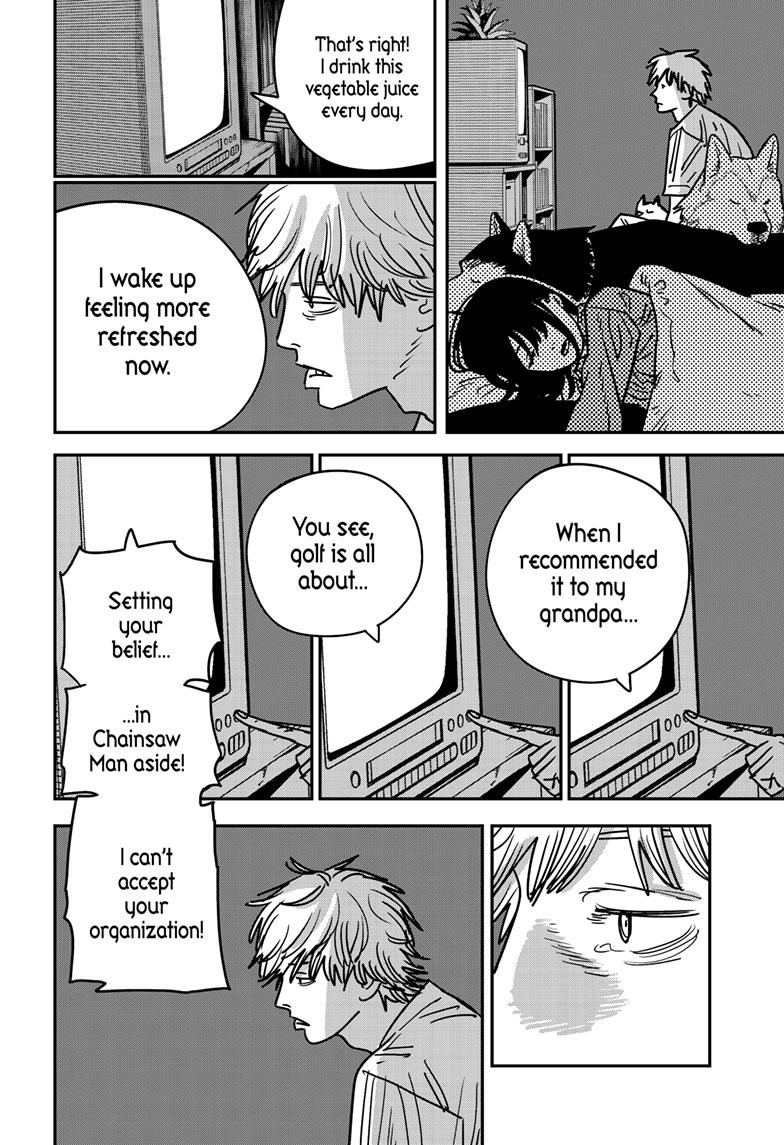 That's right!
I drink this
vegetable juice
every day.
I wake up
feeling more
refreshed
now.
When I
recommended
it to my
grandpa...
You see,
golf is all
about...
Setting
your
belief...
...in
Chainsaw
Man aside!
I can't
accept
your
organization!